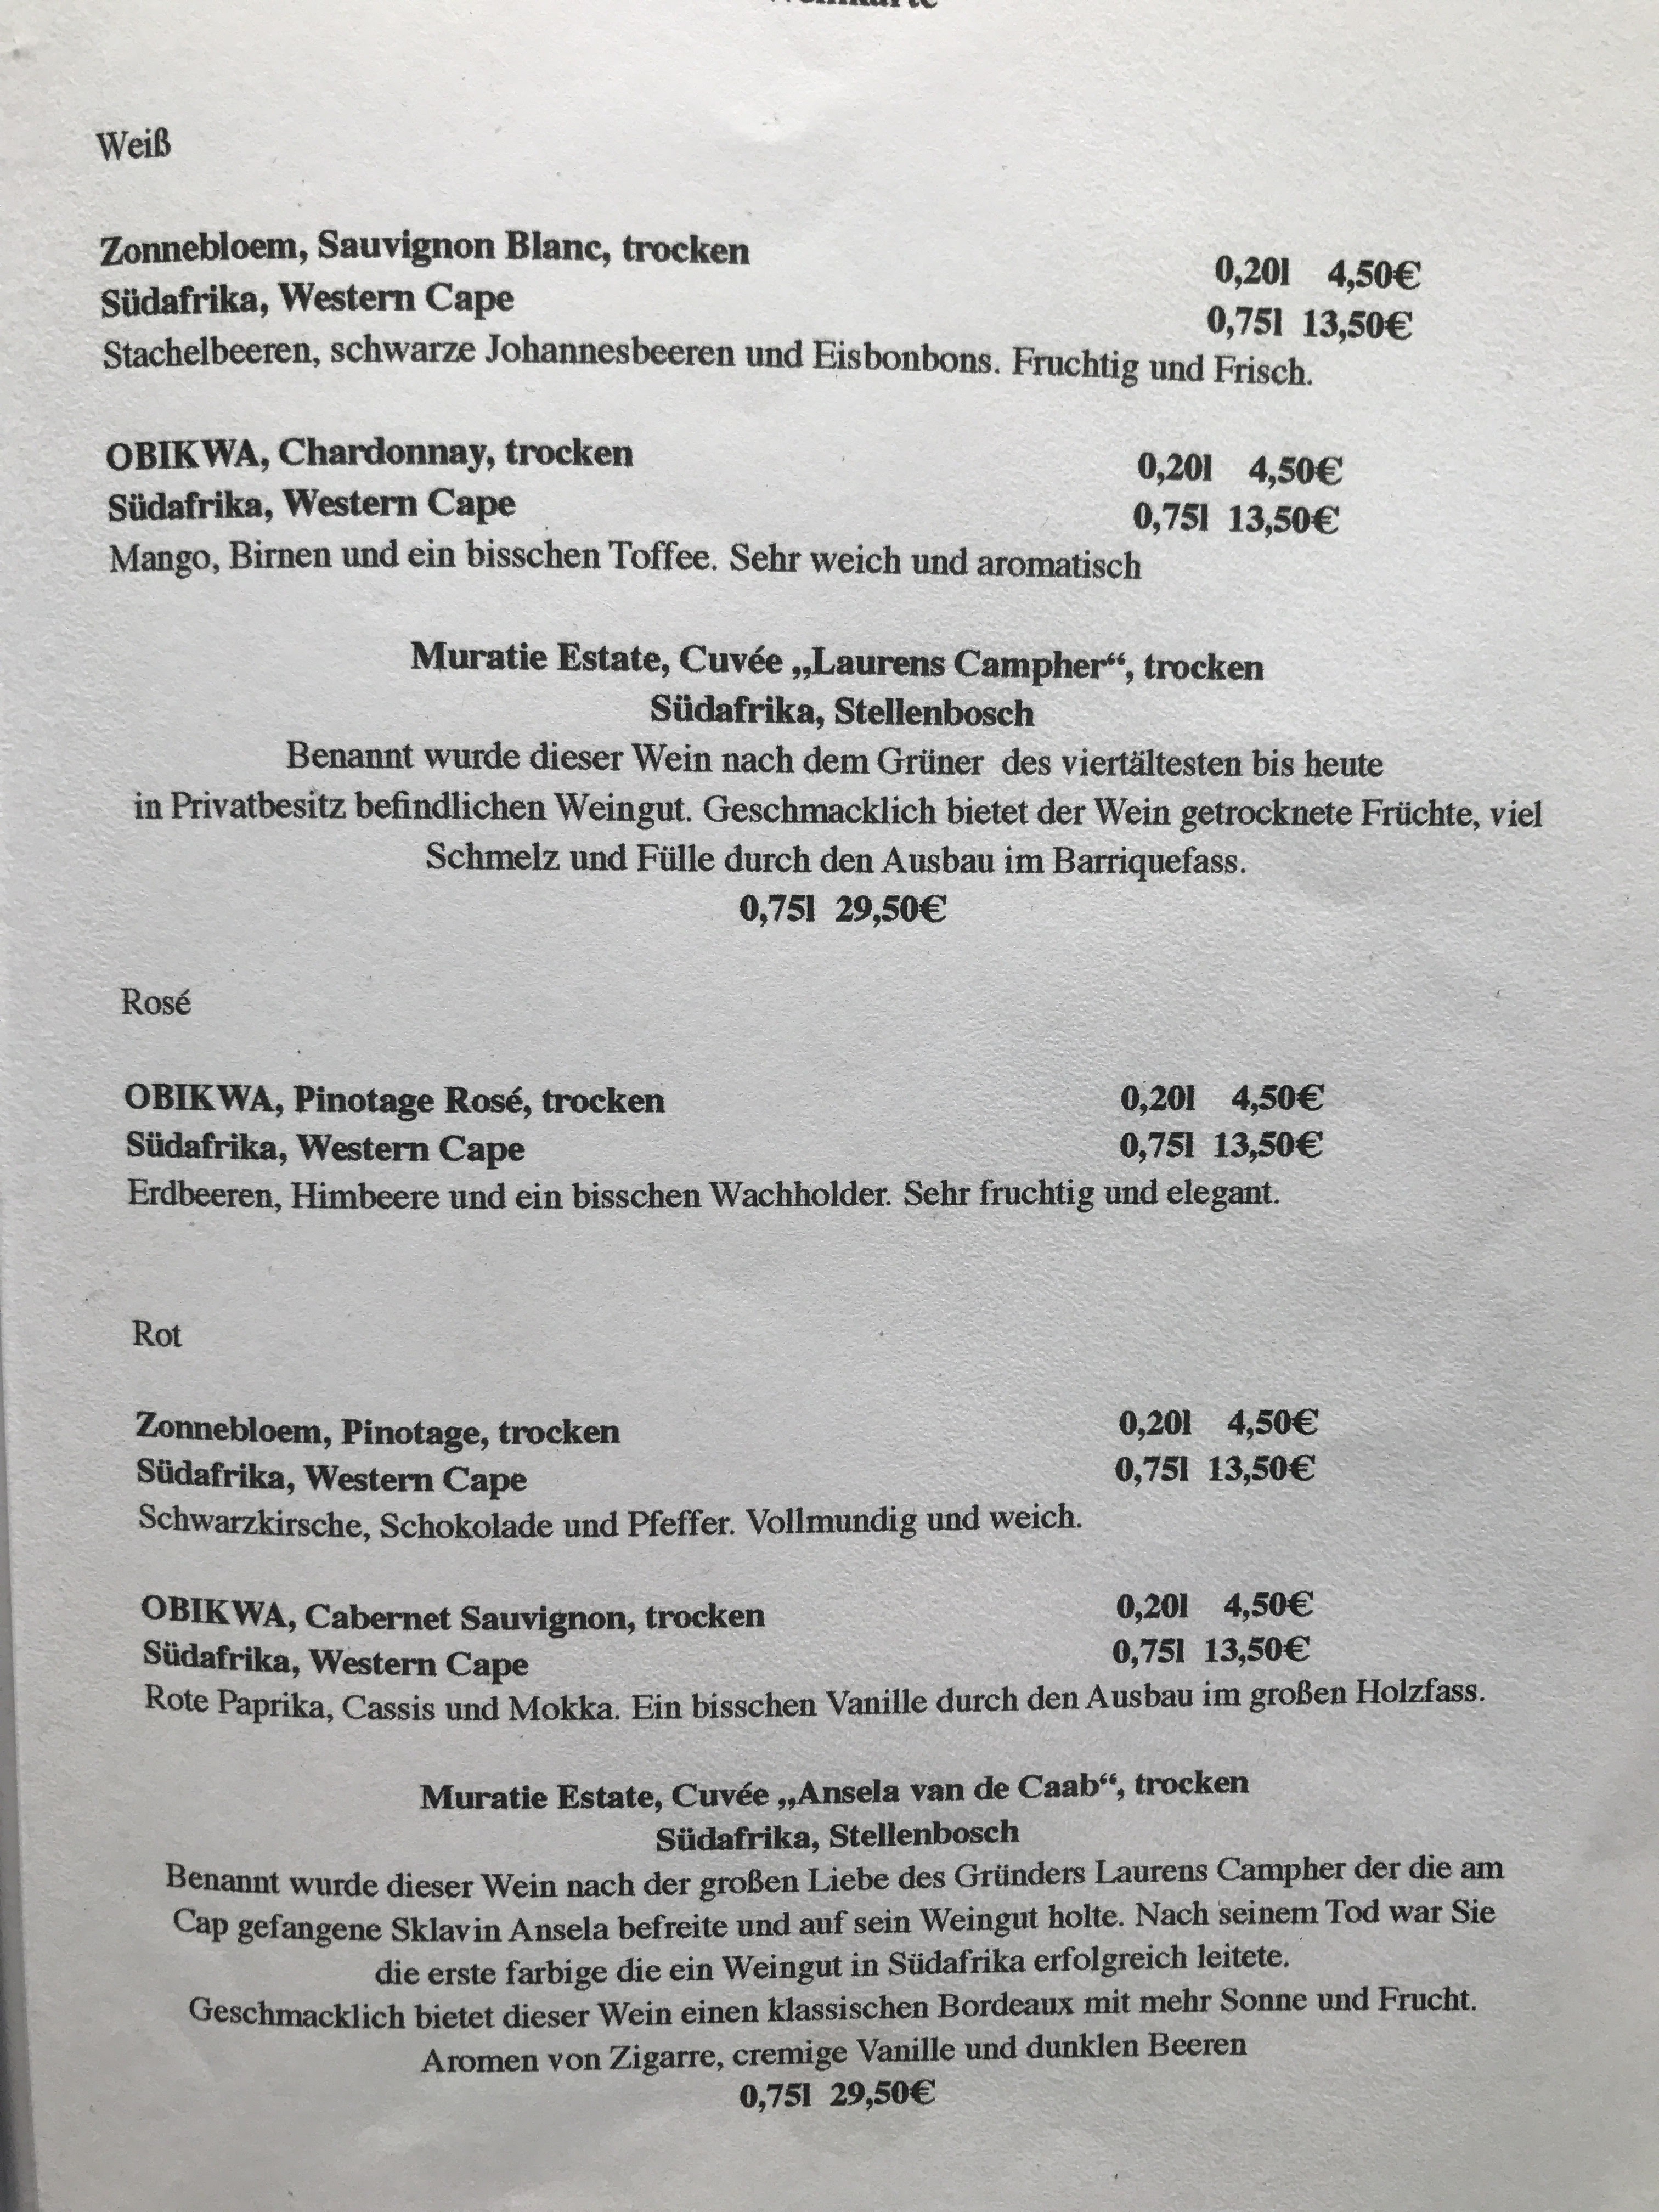 Weinkarte
Weiß
Zonnebloem, Sauvignon Blanc, trocken
0,20l 4,50€
Südafrika, Western Cape
0,75l 13,50€
Stachelbeeren, schwarze Johannesbeeren und Eisbonbons. Fruchtig und Frisch.
OBIKWA, Chardonnay, trocken
0,20l 4,50€
Südafrika, Western Cape
0,75l 13,50€
Mango, Birnen und ein bisschen Toffee. Sehr weich und aromatisch
Muratie Estate, Cuvée „Laurens Campher“, trocken
Südafrika, Stellenbosch
Benannt wurde dieser Wein nach dem Grüner des viertältesten bis heute
in Privatbesitz befindlichen Weingut. Geschmacklich bietet der Wein getrocknete Früchte, viel
Schmelz und Fülle durch den Ausbau im Barriquefass.
0,75l 29,50€
Rosé
OBIKWA, Pinotage Rosé, trocken
0,20l 4,50€
Südafrika, Western Cape
0,75l 13,50€
Erdbeeren, Himbeere und ein bisschen Wachholder. Sehr fruchtig und elegant.
Rot
Zonnebloem, Pinotage, trocken
0,20l 4,50€
Südafrika, Western Cape
0,75l 13,50€
Schwarzkirsche, Schokolade und Pfeffer. Vollmundig und weich.
OBIKWA, Cabernet Sauvignon, trocken
0,20l 4,50€
Südafrika, Western Cape
0,75l 13,50€
Rote Paprika, Cassis und Mokka. Ein bisschen Vanille durch den Ausbau im großen Holzfass.
Muratie Estate, Cuvée „Ansela van de Caab“, trocken
Südafrika, Stellenbosch
Benannt wurde dieser Wein nach der großen Liebe des Gründers Laurens Campher der die am
Cap gefangene Sklavin Ansela befreite und auf sein Weingut holte. Nach seinem Tod war Sie
die erste farbige die ein Weingut in Südafrika erfolgreich leitete.
Geschmacklich bietet dieser Wein einen klassischen Bordeaux mit mehr Sonne und Frucht.
Aromen von Zigarre, cremige Vanille und dunklen Beeren
0,75l 29,50€